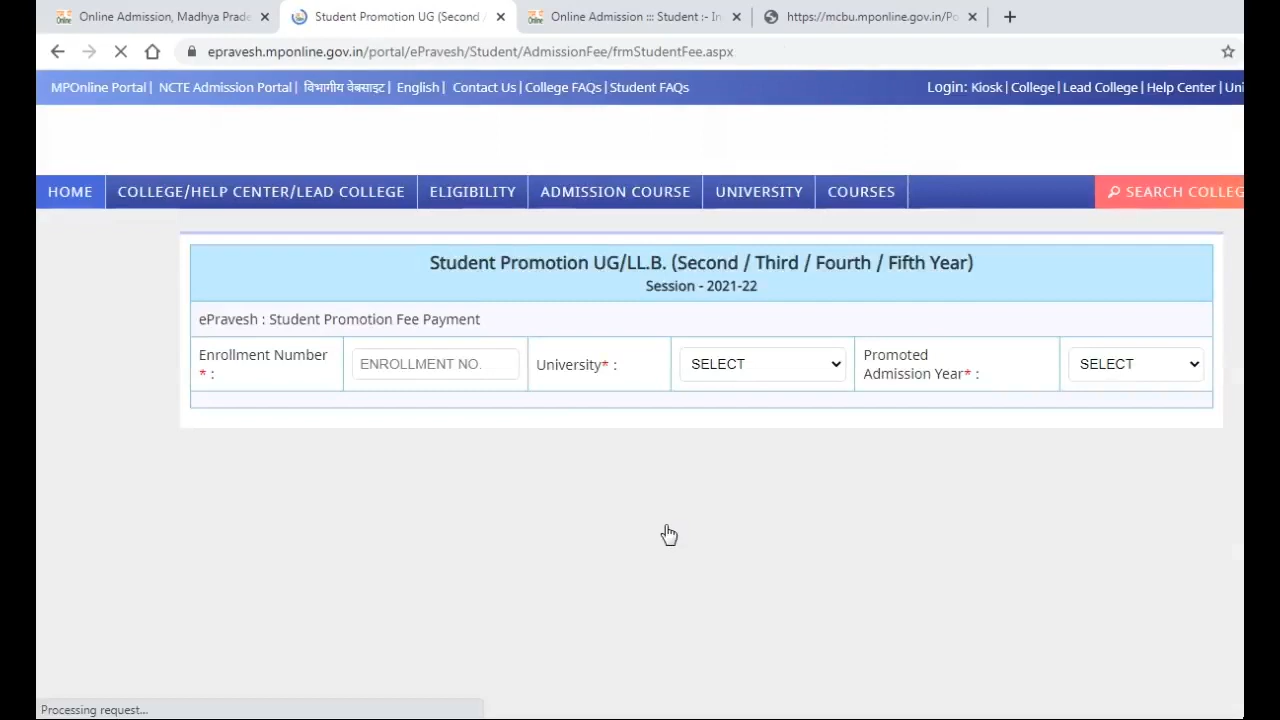 Online Admission, Madhya Prade
Student Promotion UG (Second /
Online Admission ::: Student :- In
https://mcbu.mponline.gov.in/Po
epravesh.mponline.gov.in/portal/ePravesh/Student/AdmissionFee/frmStudentFee.aspx
MPOnline Portal| NCTE Admission Portal| विभागीय वेबसाइट| English| Contact Us | College FAQs | Student FAQs
Login: Kiosk | College | Lead College | Help Center | Uni
HOME
COLLEGE/HELP CENTER/LEAD COLLEGE
ELIGIBILITY
ADMISSION COURSE
UNIVERSITY
COURSES
SEARCH COLLEG
Student Promotion UG/LL.B. (Second / Third / Fourth / Fifth Year)
Session - 2021-22
ePravesh : Student Promotion Fee Payment
Enrollment Number
* :
ENROLLMENT NO.
University* :
SELECT
Promoted
Admission Year* :
SELECT
Processing request...